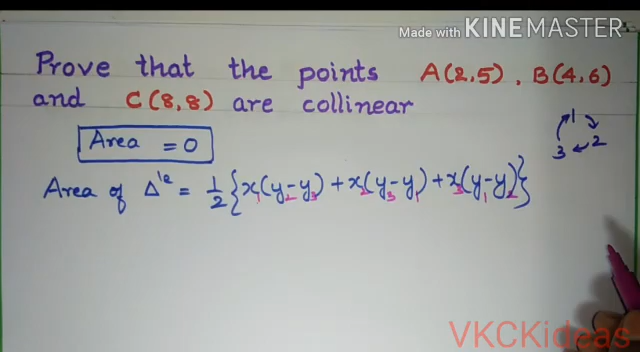 Made with KINEMASTER
Prove that the points A(2,5), B(4,6)
and C(8,8) are collinear
Area = 0
1
3 2
Area of Δ'le = 1/2 {x₁(y₂-y₃) + x₂(y₃-y₁) + x₃(y₁-y₂)}
VKCKideas